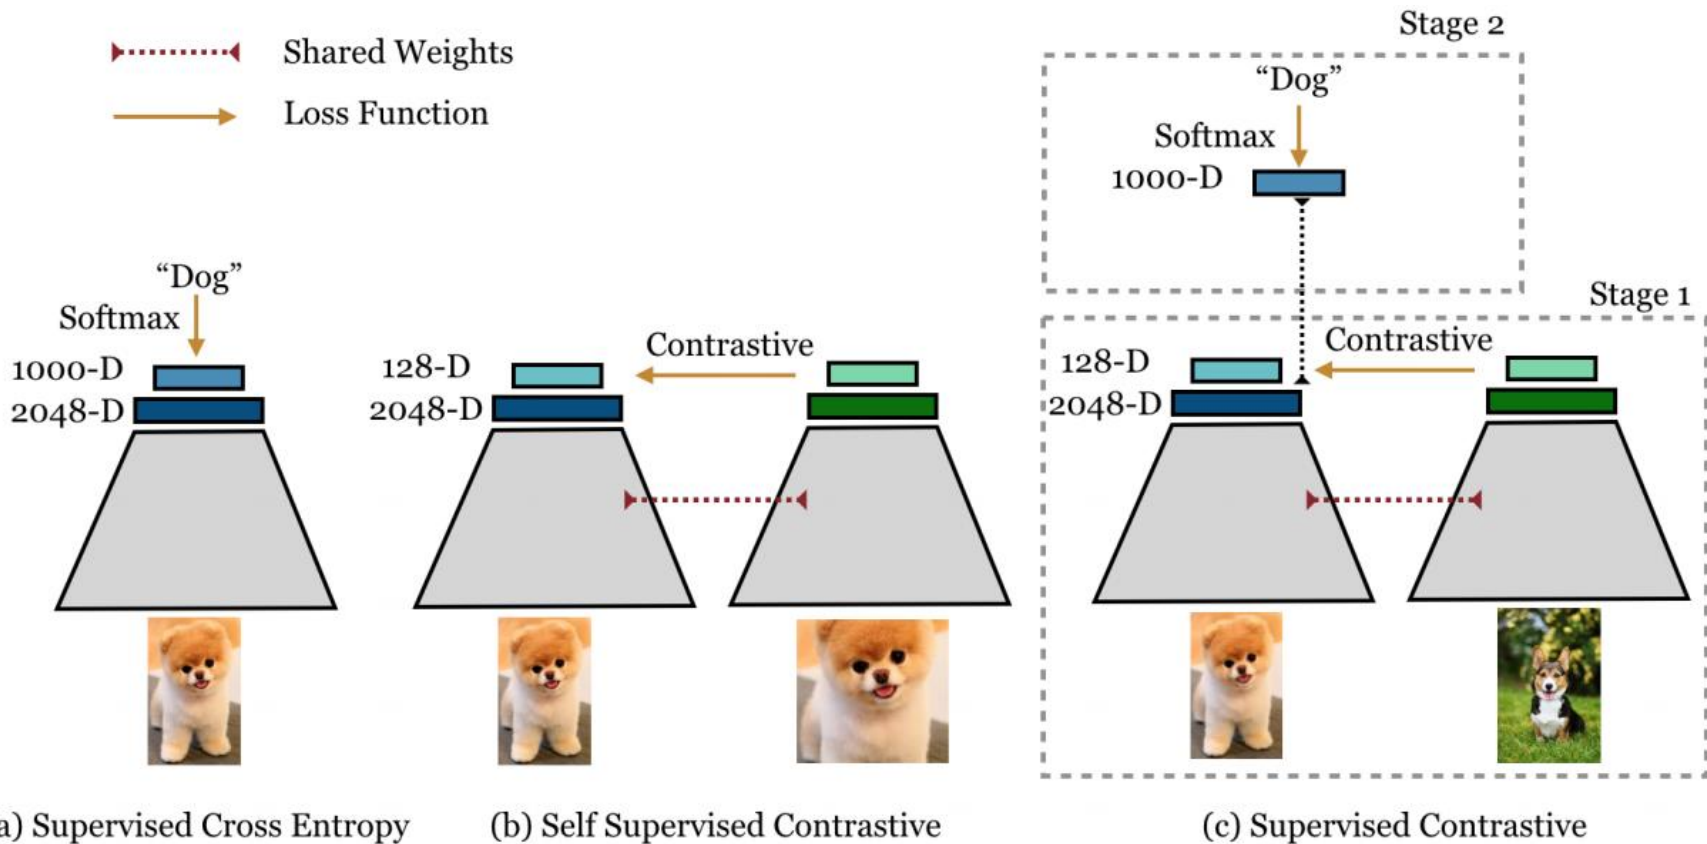 Shared Weights
Loss Function
“Dog”
Softmax
1000-D
2048-D
a) Supervised Cross Entropy
128-D
2048-D
Contrastive
(b) Self Supervised Contrastive
Stage 2
“Dog”
Softmax
1000-D
Stage 1
128-D
2048-D
Contrastive
(c) Supervised Contrastive